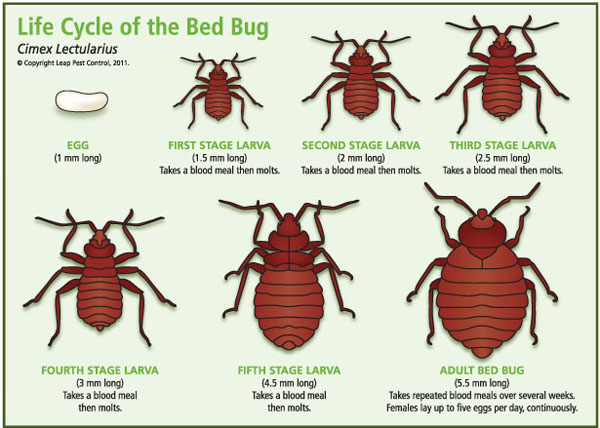 Life Cycle of the Bed Bug
Cimex Lectularius
© Copyright Leap Pest Control, 2011.
EGG
(1 mm long)
FIRST STAGE LARVA
(1.5 mm long)
Takes a blood meal then molts.
SECOND STAGE LARVA
(2 mm long)
Takes a blood meal then molts.
THIRD STAGE LARVA
(2.5 mm long)
Takes a blood meal then molts.
FOURTH STAGE LARVA
(3 mm long)
Takes a blood meal
then molts.
FIFTH STAGE LARVA
(4.5 mm long)
Takes a blood meal
then molts.
ADULT BED BUG
(5.5 mm long)
Takes repeated blood meals over several weeks.
Females lay up to five eggs per day, continuously.